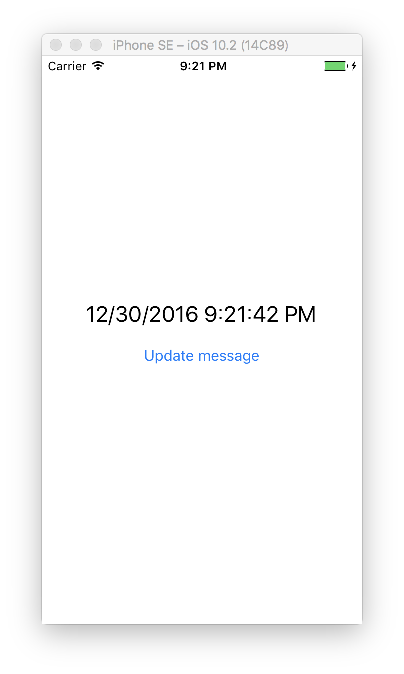 iPhone SE – iOS 10.2 (14C89)
Carrier 9:21 PM
12/30/2016 9:21:42 PM
Update message